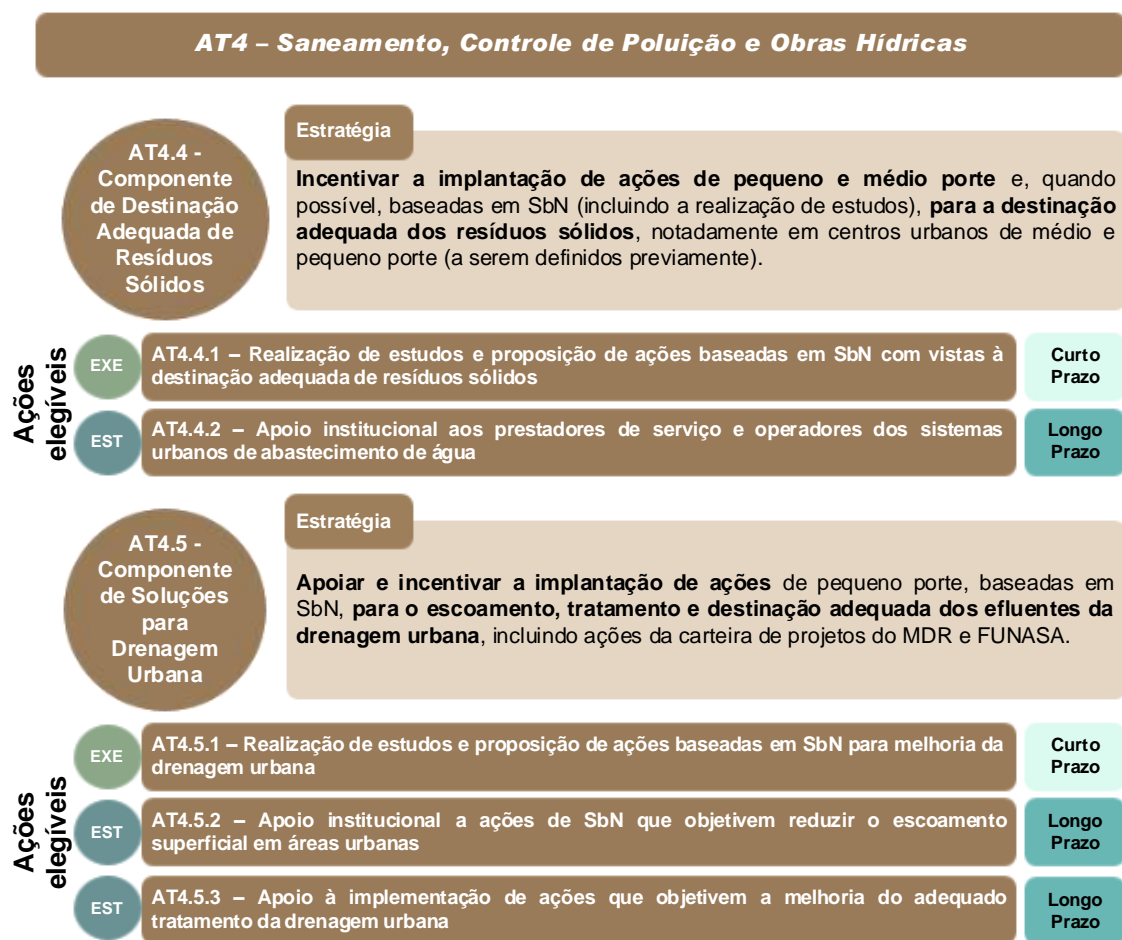 AT4 – Saneamento, Controle de Poluição e Obras Hídricas
AT4.4 -
Componente
de Destinação
Adequada de
Resíduos
Sólidos
Estratégia
Incentivar a implantação de ações de pequeno e médio porte e, quando
possível, baseadas em SbN (incluindo a realização de estudos), para a destinação
adequada dos resíduos sólidos, notadamente em centros urbanos de médio e
pequeno porte (a serem definidos previamente).
Ações
elegíveis
EXE
AT4.4.1 – Realização de estudos e proposição de ações baseadas em SbN com vistas à
destinação adequada de resíduos sólidos
Curto
Prazo
EST
AT4.4.2 – Apoio institucional aos prestadores de serviço e operadores dos sistemas
urbanos de abastecimento de água
Longo
Prazo
AT4.5 -
Componente
de Soluções
para
Drenagem
Urbana
Estratégia
Apoiar e incentivar a implantação de ações de pequeno porte, baseadas em
SbN, para o escoamento, tratamento e destinação adequada dos efluentes da
drenagem urbana, incluindo ações da carteira de projetos do MDR e FUNASA.
Ações
elegíveis
EXE
AT4.5.1 – Realização de estudos e proposição de ações baseadas em SbN para melhoria da
drenagem urbana
Curto
Prazo
EST
AT4.5.2 – Apoio institucional a ações de SbN que objetivem reduzir o escoamento
superficial em áreas urbanas
Longo
Prazo
EST
AT4.5.3 – Apoio à implementação de ações que objetivem a melhoria do adequado
tratamento da drenagem urbana
Longo
Prazo